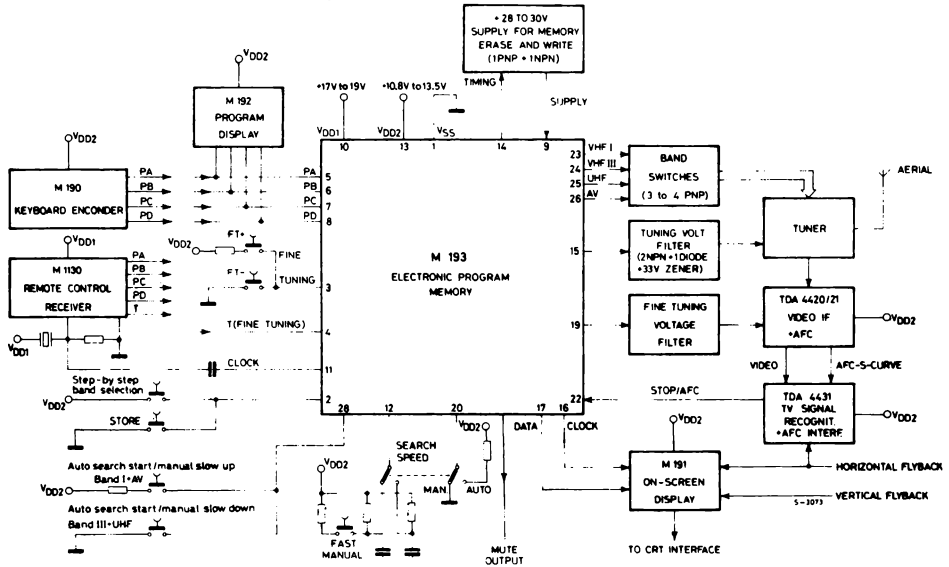 + 28 TO 30V
SUPPLY FOR MEMORY
ERASE AND WRITE
(1PNP + 1NPN)
TIMING
SUPPLY
VDD2
M 192
PROGRAM
DISPLAY
+17V to 19V
+10.8V to 13.5V
VDD1
VDD2
VSS
10
13
1
14
9
VDD2
M 190
KEYBOARD ENCONDER
PA
PB
PC
PD
PA
PB
PC
PD
5
6
7
8
VDD1
M 1130
REMOTE CONTROL
RECEIVER
PA
PB
PC
PD
T
VDD1
VDD2
FT+
FT-
FINE
TUNING
3
T(FINE TUNING)
4
CLOCK
11
M 193
ELECTRONIC PROGRAM
MEMORY
23
VHF I
24
VHF III
25
UHF
26
AV
BAND
SWITCHES
(3 to 4 PNP)
AERIAL
TUNER
15
TUNING VOLT
FILTER
(2NPN+1DIODE
+33V ZENER)
19
FINE TUNING
VOLTAGE
FILTER
TDA 4420/21
VIDEO IF
+AFC
VDD2
VIDEO
AFC-S-CURVE
22
STOP/AFC
TDA 4431
TV SIGNAL
RECOGNIT.
+AFC INTERF.
VDD2
Step-by step
band selection
VDD2
2
STORE
28
12
20
17
16
DATA
CLOCK
VDD2
Auto search start/manual slow up
Band I+AV
VDD2
Auto search start/manual slow down
Band III+UHF
VDD2
SEARCH
SPEED
MAN.
AUTO
FAST
MANUAL
MUTE
OUTPUT
VDD2
M 191
ON-SCREEN
DISPLAY
HORIZONTAL FLYBACK
VERTICAL FLYBACK
S-3073
TO CRT INTERFACE